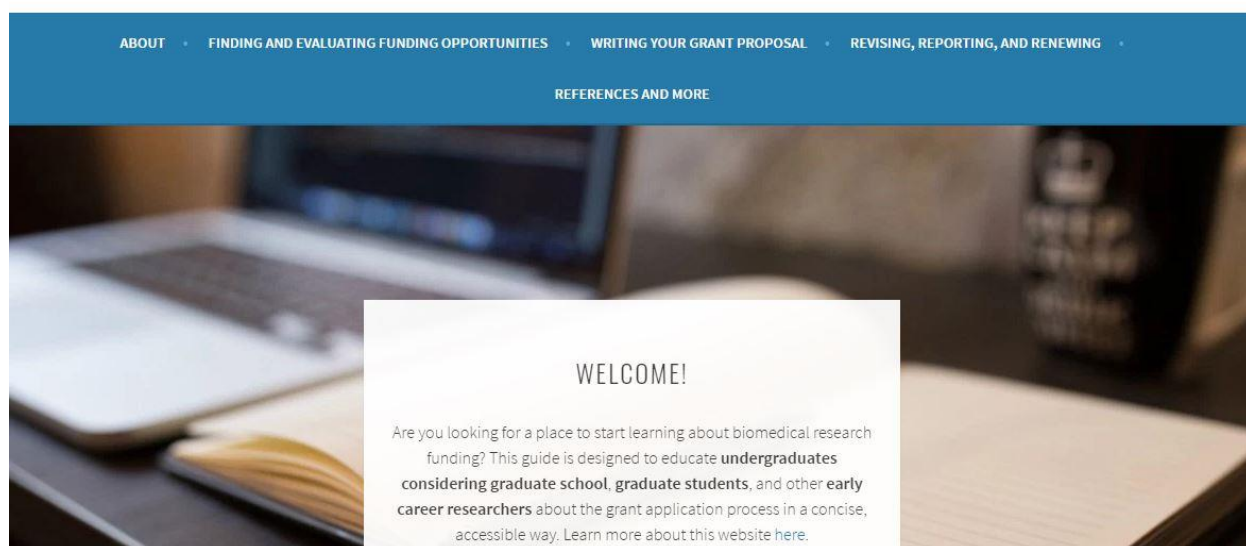 ABOUT • FINDING AND EVALUATING FUNDING OPPORTUNITIES • WRITING YOUR GRANT PROPOSAL • REVISING, REPORTING, AND RENEWING •
REFERENCES AND MORE
WELCOME!
Are you looking for a place to start learning about biomedical research
funding? This guide is designed to educate undergraduates
considering graduate school, graduate students, and other early
career researchers about the grant application process in a concise,
accessible way. Learn more about this website here.